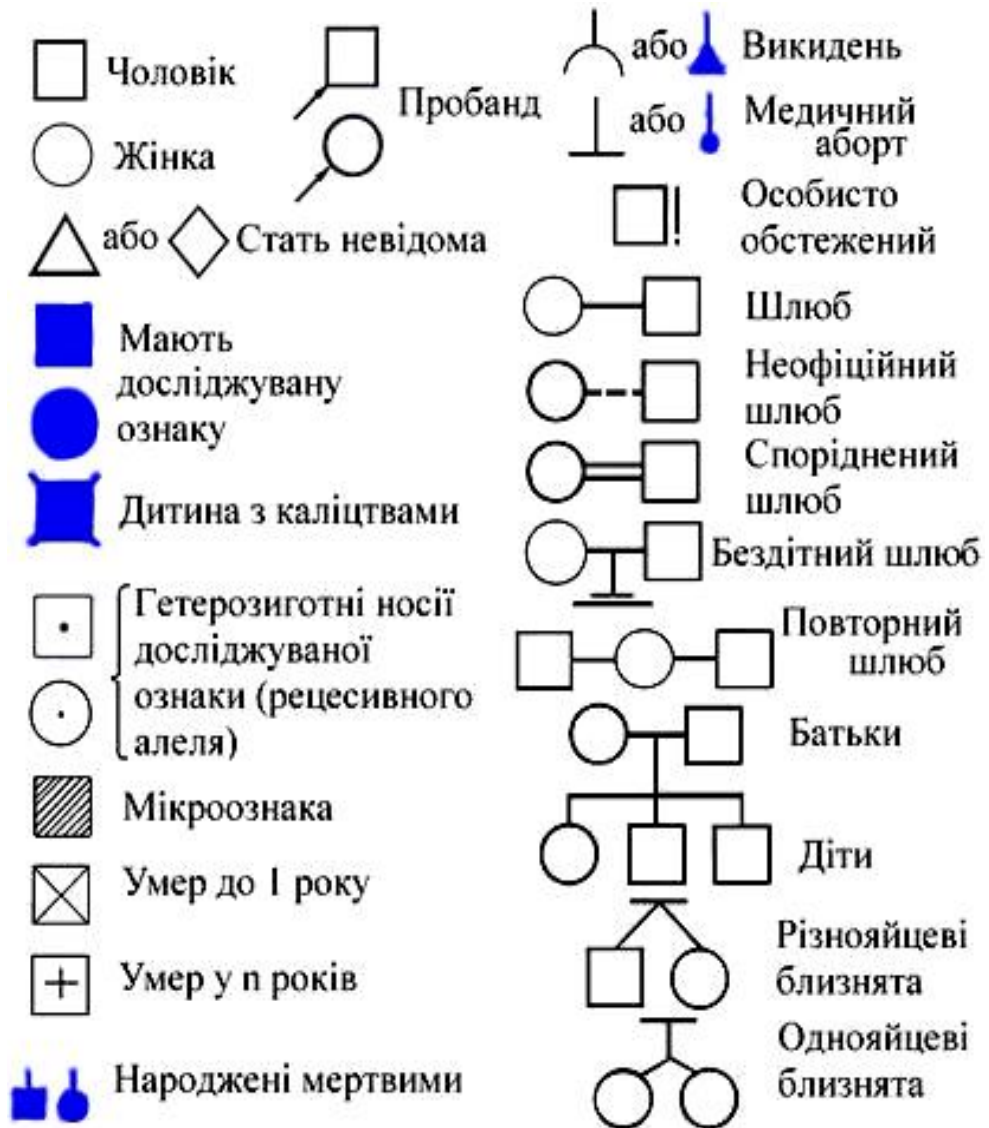 Чоловік
Жінка
Пробанд
або
Стать невідома
Мають
досліджувану
ознаку
Дитина з каліцтвами
Гетерозиготні носії
досліджуваної
ознаки (рецесивного
алеля)
Мікроознака
Умер до 1 року
Умер у n років
Народжені мертвими
або
Викидень
або
Медичний
аборт
Особисто
обстежений
Шлюб
Неофіційний
шлюб
Споріднений
шлюб
Бездітний шлюб
Повторний
шлюб
Батьки
Діти
Різнояйцеві
близнята
Однояйцеві
близнята